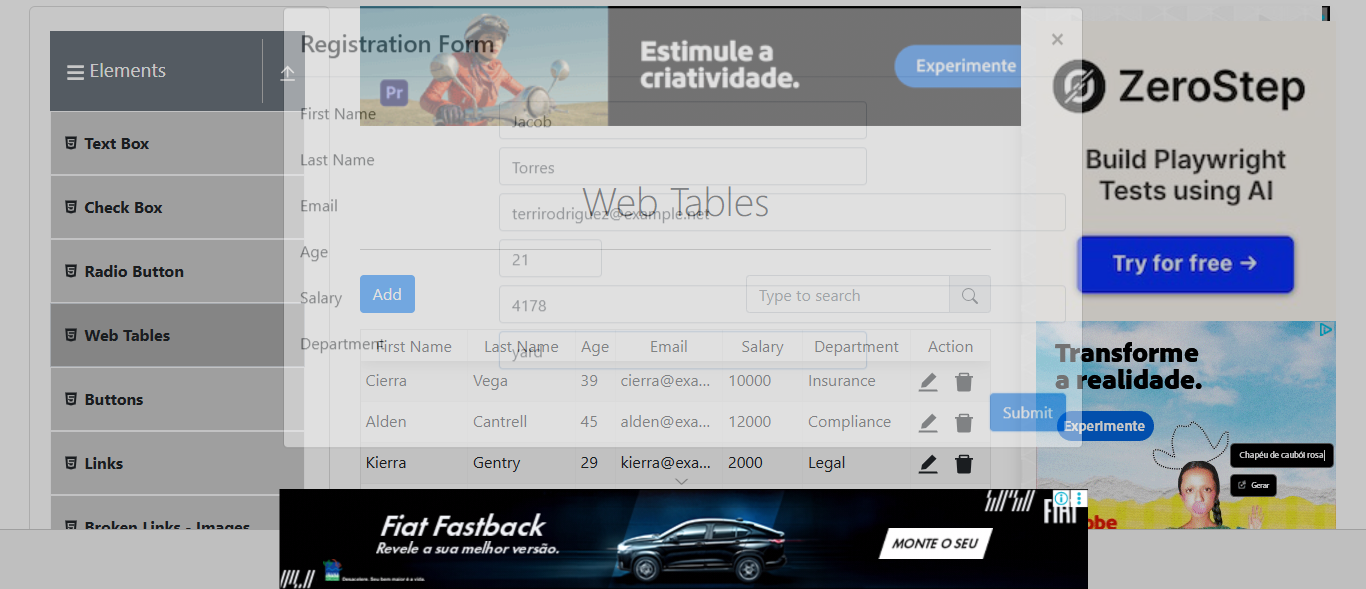 Elements
Text Box
Check Box
Radio Button
Web Tables
Buttons
Links
Broken Links - Images
Pr
Estimule a
criatividade.
Experimente
Registration Form
×
First Name
Jacob
Last Name
Torres
Email
terrirodriguez@example.net
Age
21
Salary
4178
Department
yard
Submit
Web Tables
Add
Type to search
First Name Last Name Age Email Salary Department Action
Cierra Vega 39 cierra@exa... 10000 Insurance
Alden Cantrell 45 alden@exa... 12000 Compliance
Kierra Gentry 29 kierra@exa... 2000 Legal
ZeroStep
Build Playwright
Tests using AI
Try for free →
Transforme
a realidade.
Experimente
Chapéu de caubói rosa
Gerar
Fiat Fastback
Revele a sua melhor versão.
Desacelere. Seu bem maior é a vida.
MONTE O SEU
FIAT